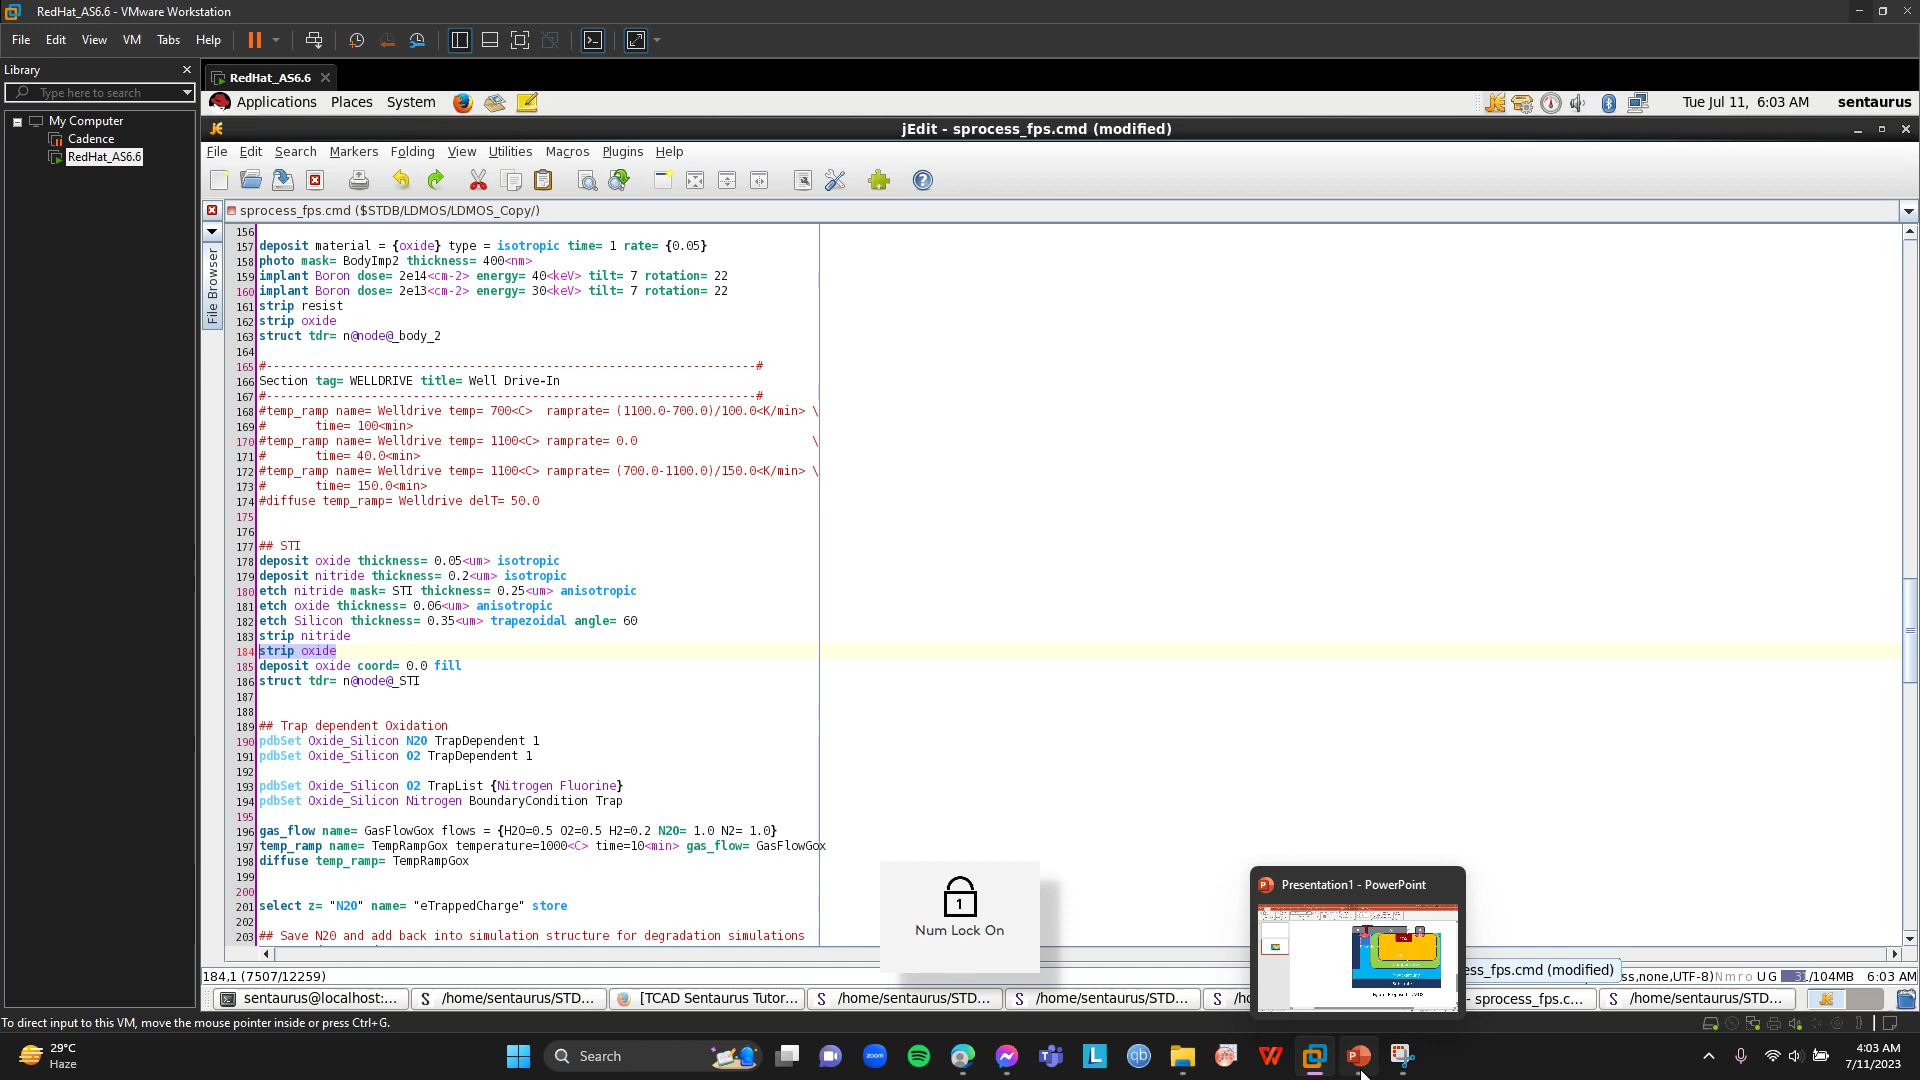 RedHat_AS6.6 - VMware Workstation
File Edit View VM Tabs Help
Library
Type here to search
My Computer
Cadence
RedHat_AS6.6
RedHat_AS6.6
Applications Places System
Tue Jul 11, 6:03 AM sentaurus
jEdit - sprocess_fps.cmd (modified)
File Edit Search Markers Folding View Utilities Macros Plugins Help
sprocess_fps.cmd ($STDB/LDMOS/LDMOS_Copy/)
File Browser
156
157 deposit material = {oxide} type = isotropic time= 1 rate= {0.05}
158 photo mask= BodyImp2 thickness= 400<nm>
159 implant Boron dose= 2e14<cm-2> energy= 40<keV> tilt= 7 rotation= 22
160 implant Boron dose= 2e13<cm-2> energy= 30<keV> tilt= 7 rotation= 22
161 strip resist
162 strip oxide
163 struct tdr= n@node@_body_2
164
165 #----------------------------------------------------------------------#
166 Section tag= WELLDRIVE title= Well Drive-In
167 #----------------------------------------------------------------------#
168 #temp_ramp name= Welldrive temp= 700<C>  ramprate= (1100.0-700.0)/100.0<K/min> \
169 #       time= 100<min>
170 #temp_ramp name= Welldrive temp= 1100<C> ramprate= 0.0                         \
171 #       time= 40.0<min>
172 #temp_ramp name= Welldrive temp= 1100<C> ramprate= (700.0-1100.0)/150.0<K/min> \
173 #       time= 150.0<min>
174 #diffuse temp_ramp= Welldrive delT= 50.0
175
176
177 ## STI
178 deposit oxide thickness= 0.05<um> isotropic
179 deposit nitride thickness= 0.2<um> isotropic
180 etch nitride mask= STI thickness= 0.25<um> anisotropic
181 etch oxide thickness= 0.06<um> anisotropic
182 etch Silicon thickness= 0.35<um> trapezoidal angle= 60
183 strip nitride
184 strip oxide
185 deposit oxide coord= 0.0 fill
186 struct tdr= n@node@_STI
187
188
189 ## Trap dependent Oxidation
190 pdbSet Oxide_Silicon N2O TrapDependent 1
191 pdbSet Oxide_Silicon O2 TrapDependent 1
192
193 pdbSet Oxide_Silicon O2 TrapList {Nitrogen Fluorine}
194 pdbSet Oxide_Silicon Nitrogen BoundaryCondition Trap
195
196 gas_flow name= GasFlowGox flows = {H2O=0.5 O2=0.5 H2=0.2 N2O= 1.0 N2= 1.0}
197 temp_ramp name= TempRampGox temperature=1000<C> time=10<min> gas_flow= GasFlowGox
198 diffuse temp_ramp= TempRampGox
199
200
201 select z= "N2O" name= "eTrappedCharge" store
202
203 ## Save N2O and add back into simulation structure for degradation simulations
1
Num Lock On
Presentation1 - PowerPoint
ess_fps.cmd (modified)
184,1 (7507/12259)
ss,none,UTF-8) N m r o U G 31/104MB 6:03 AM
sentaurus@localhost:... /home/sentaurus/STD... [TCAD Sentaurus Tutor... /home/sentaurus/STD... /home/sentaurus/STD... /ho - sprocess_fps.c... /home/sentaurus/STD...
To direct input to this VM, move the mouse pointer inside or press Ctrl+G.
29°C
Haze
Search
zoom
4:03 AM
7/11/2023